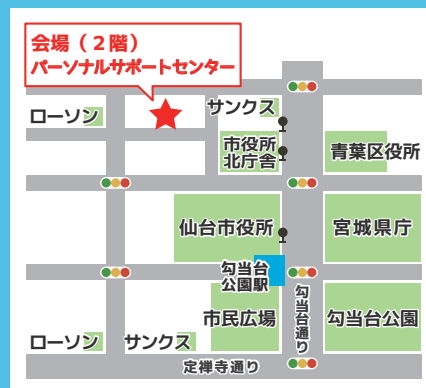 会場（２階）
パーソナルサポートセンター
ローソン
サンクス
市役所
北庁舎
青葉区役所
仙台市役所
宮城県庁
勾当台
公園駅
勾当台通り
市民広場
勾当台公園
ローソン
サンクス
定禅寺通り